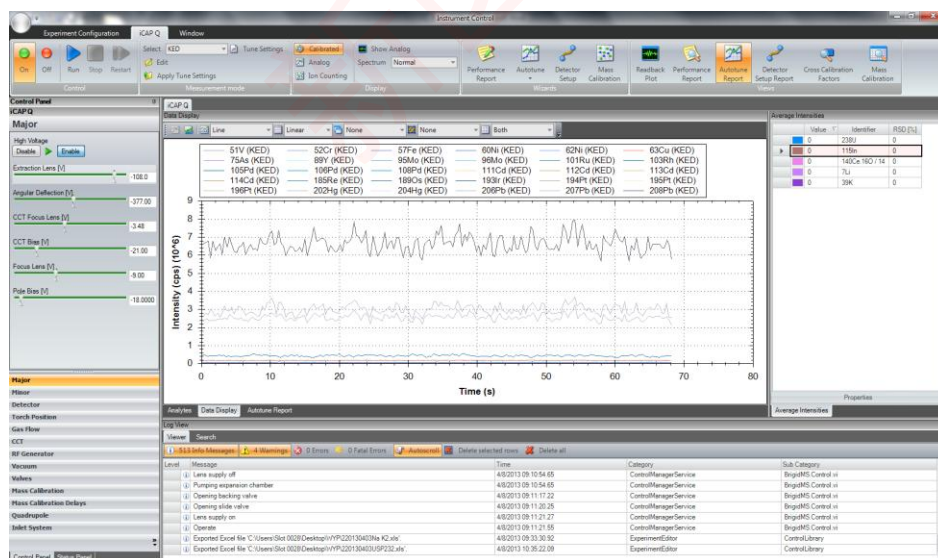 Instrument Control
Experiment Configuration iCAP Q Window
On Off Run Stop Restart
Control
Select KED Tune Settings
Edit
Apply Tune Settings
Measurement mode
Calibrated Show Analog
Analog Spectrum Normal
Ion Counting
Display
Performance Report Autotune Detector Setup Mass Calibration
Wizards
Readback Plot Performance Report Autotune Report Detector Setup Report Cross Calibration Factors Mass Calibration
Views
Control Panel
iCAP Q
Major
High Voltage
Disable Enable
Extraction Lens [V]
-108.0
Angular Deflection [V]
-377.00
CCT Focus Lens [V]
-3.48
CCT Bias [V]
-21.00
Focus Lens [V]
-9.00
Pole Bias [V]
-18.0000
Major
Minor
Detector
Torch Position
Gas Flow
CCT
RF Generator
Vacuum
Valves
Mass Calibration
Mass Calibration Delays
Quadrupole
Inlet System
Control Panel Status Panel
iCAP Q
Data Display
Line Linear None None Both
51V (KED) 52Cr (KED) 57Fe (KED) 60Ni (KED) 62Ni (KED) 63Cu (KED)
75As (KED) 89Y (KED) 95Mo (KED) 96Mo (KED) 101Ru (KED) 103Rh (KED)
105Pd (KED) 106Pd (KED) 108Pd (KED) 111Cd (KED) 112Cd (KED) 113Cd (KED)
114Cd (KED) 185Re (KED) 189Os (KED) 193Ir (KED) 194Pt (KED) 195Pt (KED)
196Pt (KED) 202Hg (KED) 204Hg (KED) 206Pb (KED) 207Pb (KED) 208Pb (KED)
Intensity (cps) (10^6)
9
8
7
6
5
4
3
2
1
0
0 10 20 30 40 50 60 70 80
Time (s)
Analytes Data Display Autotune Report
Average Intensities
Value Identifier RSD [%]
0 238U 0
0 115In 0
0 140Ce.16O / 14 0
0 7Li 0
0 39K 0
Properties
Average Intensities
Log View
Viewer Search
513 Info Messages 4 Warnings 0 Errors 0 Fatal Errors Autoscroll Delete selected rows Delete all
Level Message Time Category Sub Category
Lens supply off 4/8/2013 09:10:54.65 ControlManagerService BrigidMS.Control.vi
Pumping expansion chamber 4/8/2013 09:10:54.65 ControlManagerService BrigidMS.Control.vi
Opening backing valve 4/8/2013 09:11:17.22 ControlManagerService BrigidMS.Control.vi
Opening slide valve 4/8/2013 09:11:20.25 ControlManagerService BrigidMS.Control.vi
Lens supply on 4/8/2013 09:11:21.27 ControlManagerService BrigidMS.Control.vi
Operate 4/8/2013 09:11:21.55 ControlManagerService BrigidMS.Control.vi
Exported Excel file 4/8/2013 09:33:30.92 ExperimentEditor ControlLibrary
Exported Excel file 4/8/2013 10:35:22.09 ExperimentEditor ControlLibrary